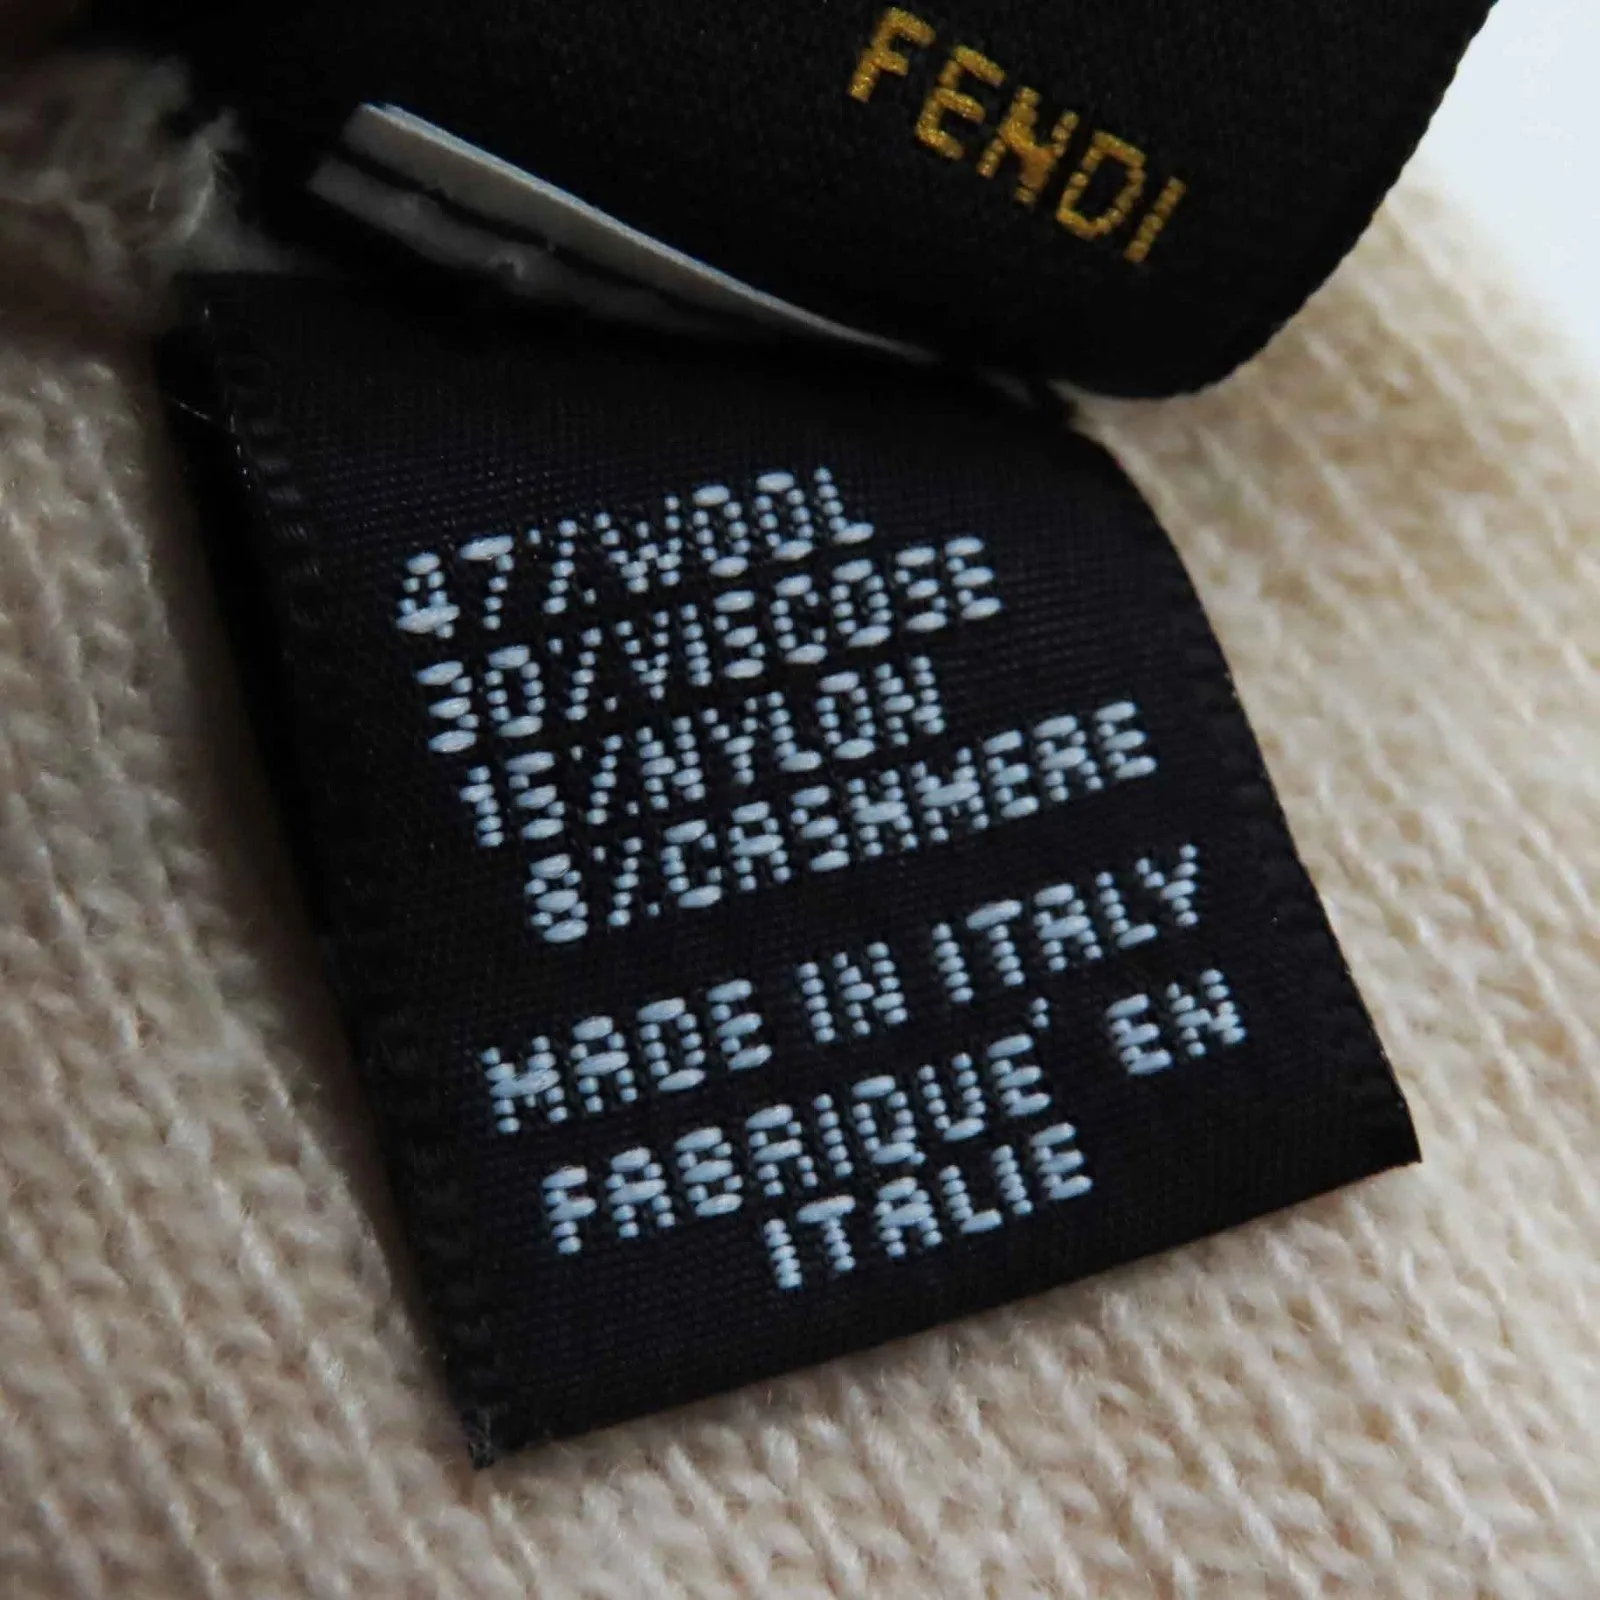 FENDI
47%WOOL
30%VISCOSE
15%NYLON
8%CASHMERE
MADE IN ITALY
FABRIQUE' EN
ITALIE